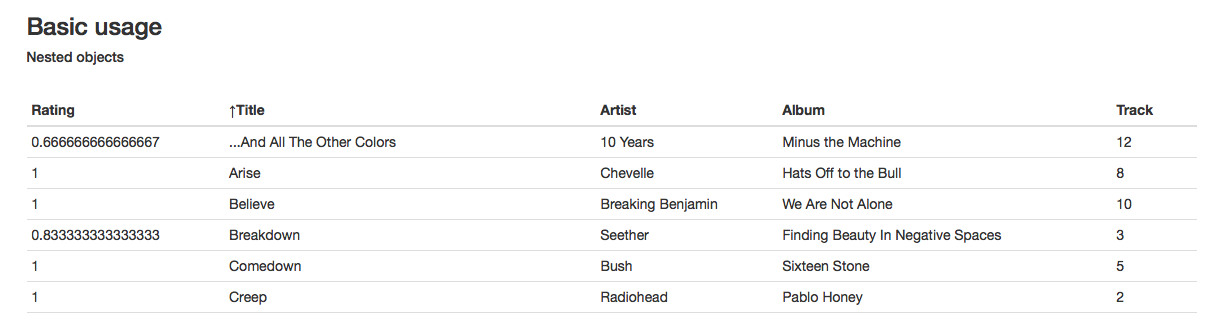 Basic usage
Nested objects
Rating ↑Title Artist Album Track
0.666666666666667 ...And All The Other Colors 10 Years Minus the Machine 12
1 Arise Chevelle Hats Off to the Bull 8
1 Believe Breaking Benjamin We Are Not Alone 10
0.833333333333333 Breakdown Seether Finding Beauty In Negative Spaces 3
1 Comedown Bush Sixteen Stone 5
1 Creep Radiohead Pablo Honey 2